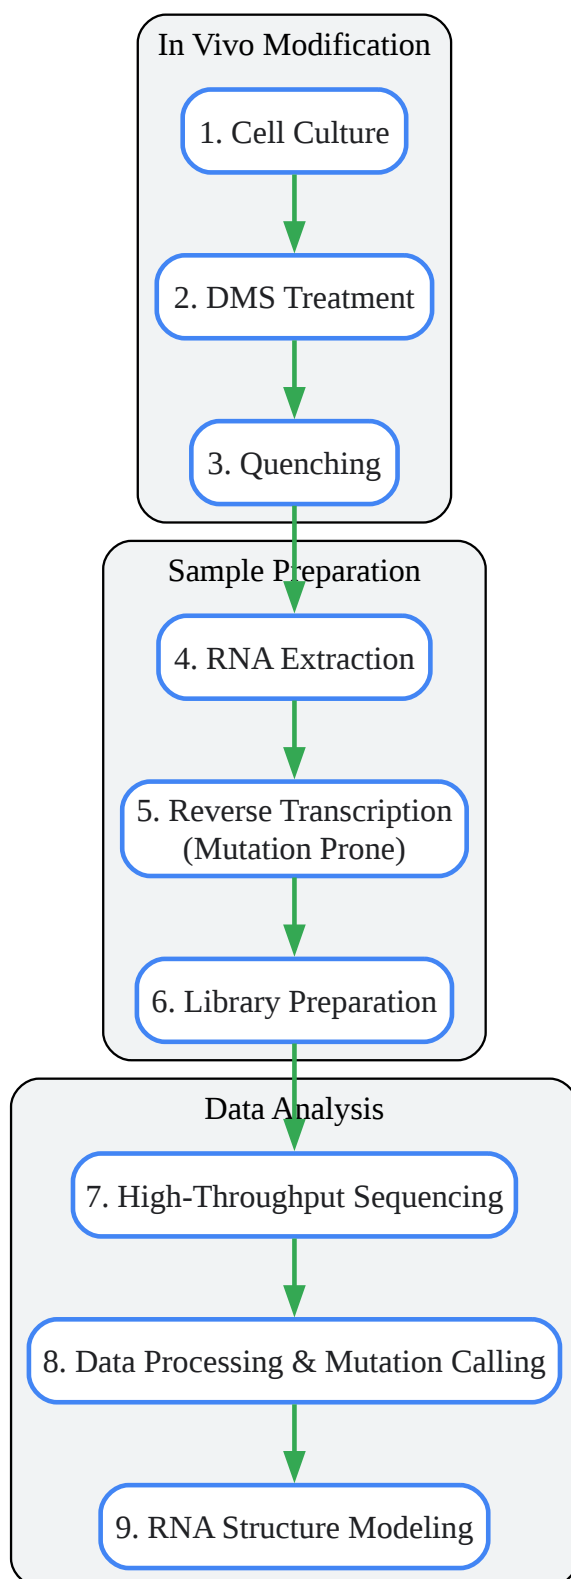 In Vivo Modification
1. Cell Culture
2. DMS Treatment
3. Quenching
Sample Preparation
4. RNA Extraction
5. Reverse Transcription
(Mutation Prone)
6. Library Preparation
Data Analysis
7. High-Throughput Sequencing
8. Data Processing & Mutation Calling
9. RNA Structure Modeling